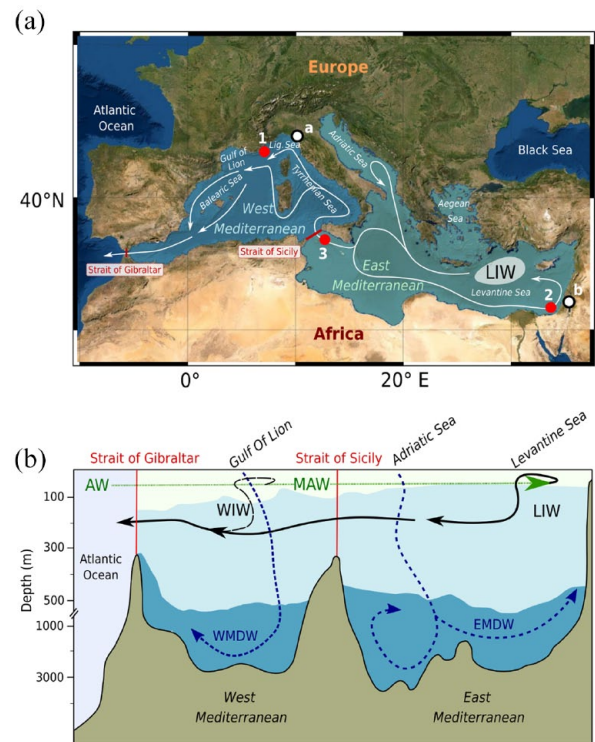 (a)
Europe
Atlantic
Ocean
Black Sea
1
a
Lig. Sea
Gulf of
Lion
Adriatic Sea
Balearic Sea
Tyrrhenian Sea
40°N
West
Mediterranean
Aegean
Sea
Strait of Gibraltar
Strait of Sicily
3
East
Mediterranean
LIW
Levantine Sea
2
b
Africa
0°
20° E
(b)
Gulf Of Lion
Adriatic Sea
Levantine Sea
Strait of Gibraltar
Strait of Sicily
AW
MAW
100
WIW
LIW
Atlantic
Ocean
300
500
1000
3000
Depth (m)
WMDW
EMDW
West
Mediterranean
East
Mediterranean